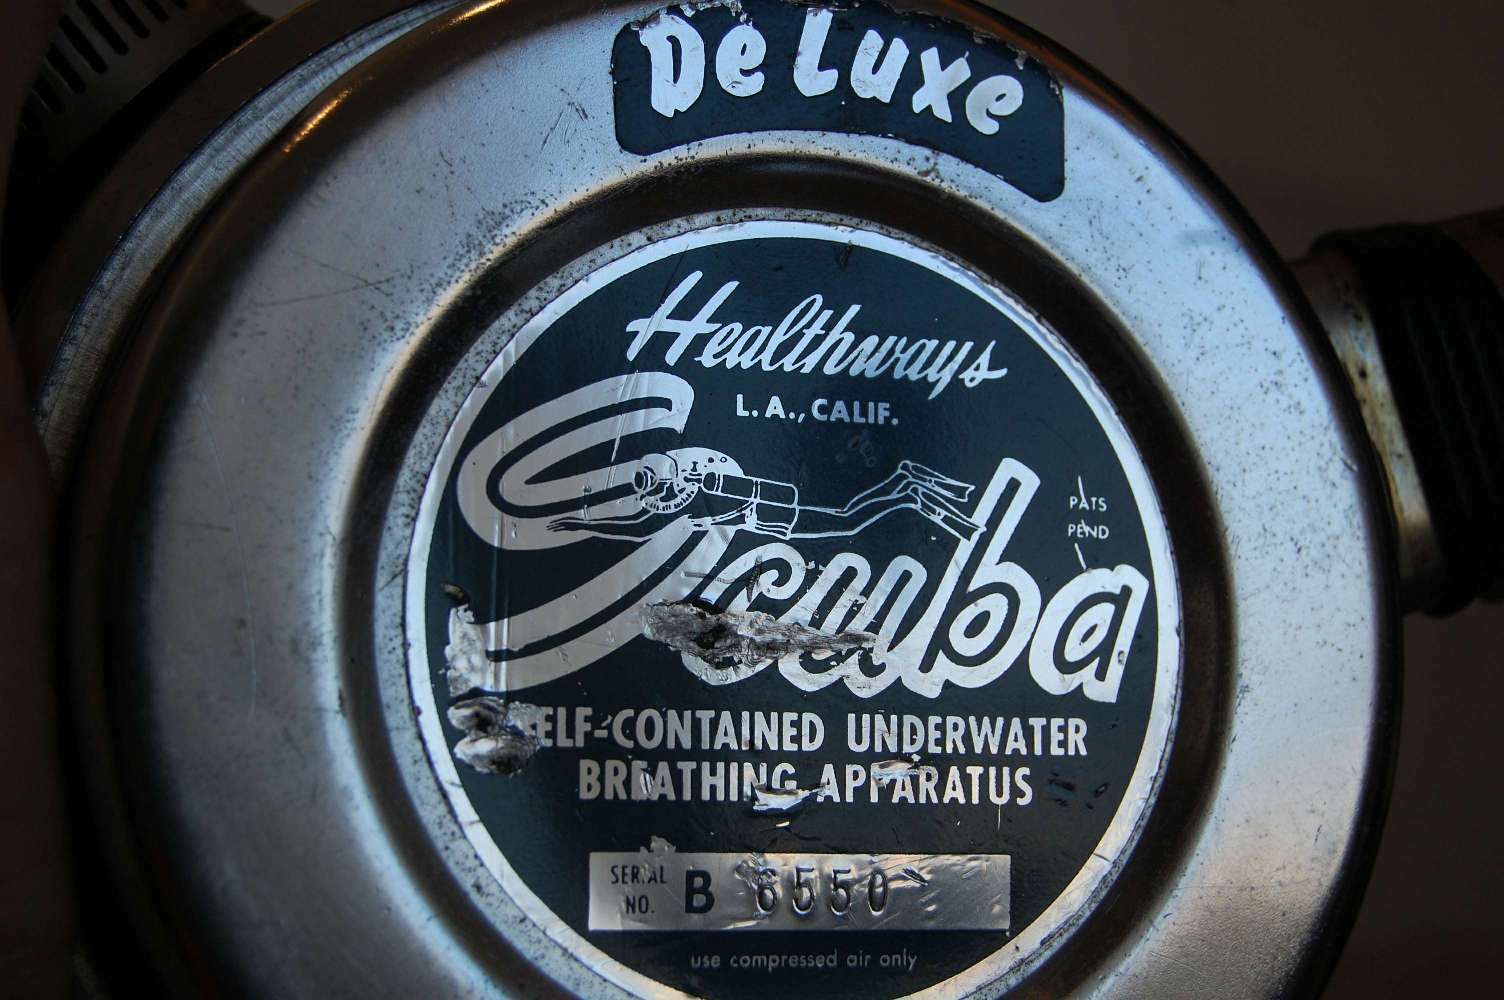 De Luxe
Healthways
L.A., CALIF.
Scuba
PATS
PEND
SELF-CONTAINED UNDERWATER
BREATHING APPARATUS
SERIAL
NO. B 6550
use compressed air only